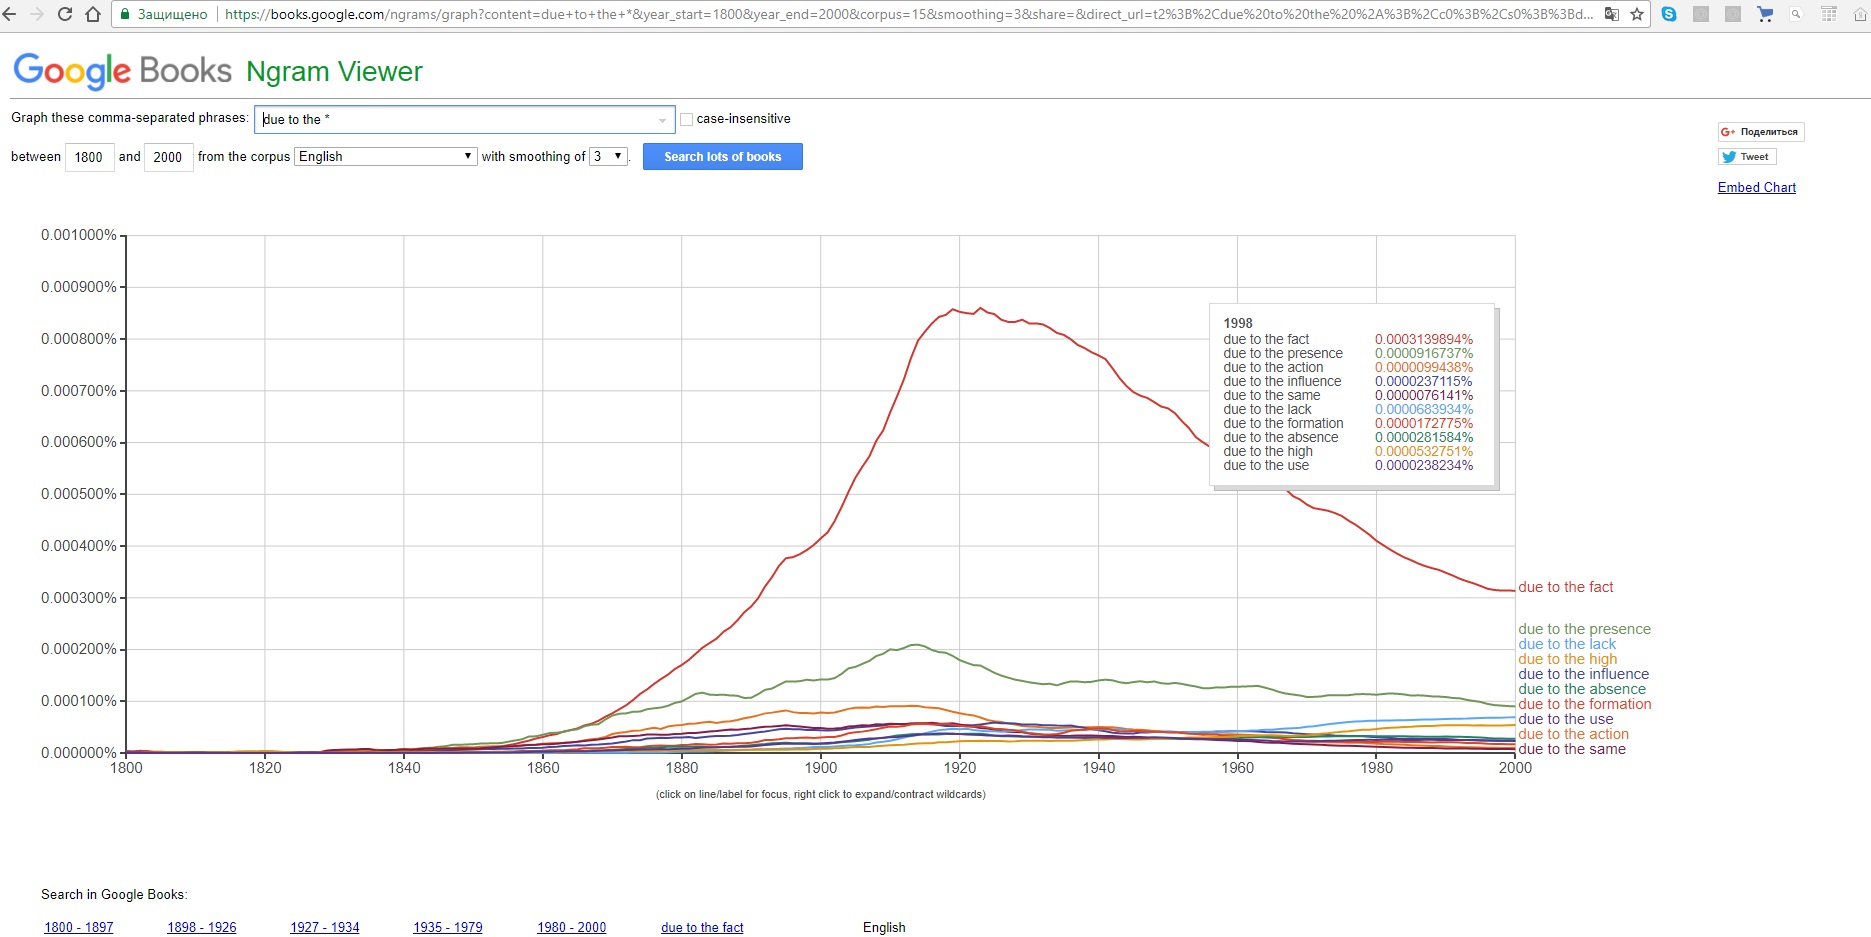 Защищено https://books.google.com/ngrams/graph?content=due+to+the+*&year_start=1800&year_end=2000&corpus=15&smoothing=3&share=&direct_url=t2%3B%2Cdue%20to%20the%20%2A%3B%2Cc0%3B%2Cs0%3B%3Bd...
Google Books Ngram Viewer
Graph these comma-separated phrases: due to the * case-insensitive
between 1800 and 2000 from the corpus English with smoothing of 3 . Search lots of books
G+ Поделиться
Tweet
Embed Chart
0.001000%
0.000900%
0.000800%
0.000700%
0.000600%
0.000500%
0.000400%
0.000300%
0.000200%
0.000100%
0.000000%
1998
due to the fact 0.0003139894%
due to the presence 0.0000916737%
due to the action 0.0000099438%
due to the influence 0.0000237115%
due to the same 0.0000076141%
due to the lack 0.0000683934%
due to the formation 0.0000172775%
due to the absence 0.0000281584%
due to the high 0.0000532751%
due to the use 0.0000238234%
due to the fact
due to the presence
due to the lack
due to the high
due to the influence
due to the absence
due to the formation
due to the use
due to the action
due to the same
1800 1820 1840 1860 1880 1900 1920 1940 1960 1980 2000
(click on line/label for focus, right click to expand/contract wildcards)
Search in Google Books:
1800 - 1897 1898 - 1926 1927 - 1934 1935 - 1979 1980 - 2000 due to the fact English